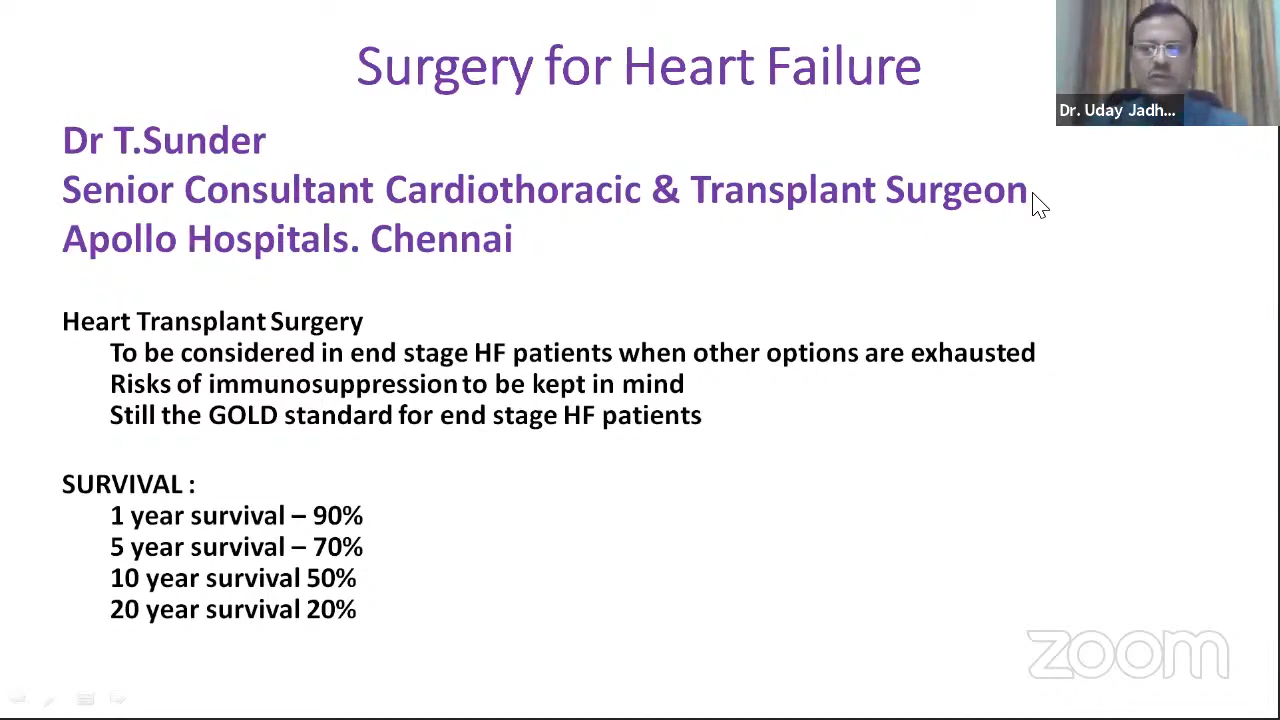 Surgery for Heart Failure
Dr. Uday Jadh...
Dr T.Sunder
Senior Consultant Cardiothoracic & Transplant Surgeon
Apollo Hospitals. Chennai
Heart Transplant Surgery
To be considered in end stage HF patients when other options are exhausted
Risks of immunosuppression to be kept in mind
Still the GOLD standard for end stage HF patients
SURVIVAL :
1 year survival – 90%
5 year survival – 70%
10 year survival 50%
20 year survival 20%
zoom